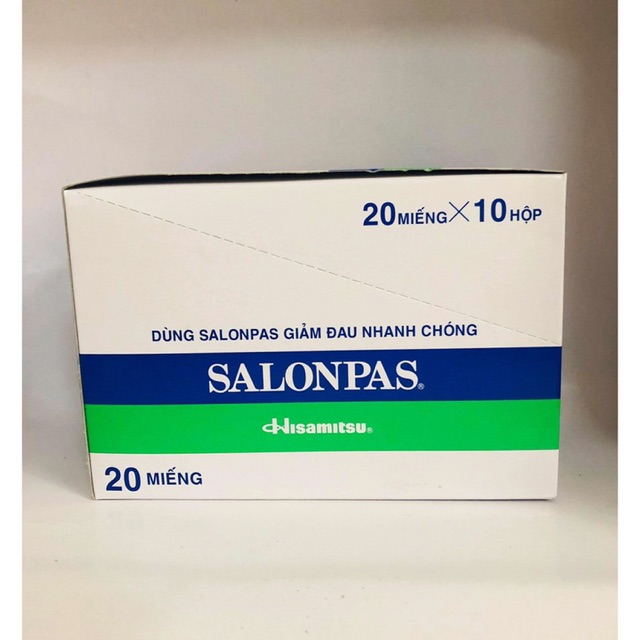 20 MIẾNG X 10 HỘP
DÙNG SALONPAS GIẢM ĐAU NHANH CHÓNG
SALONPAS®
Hisamitsu®
20 MIẾNG